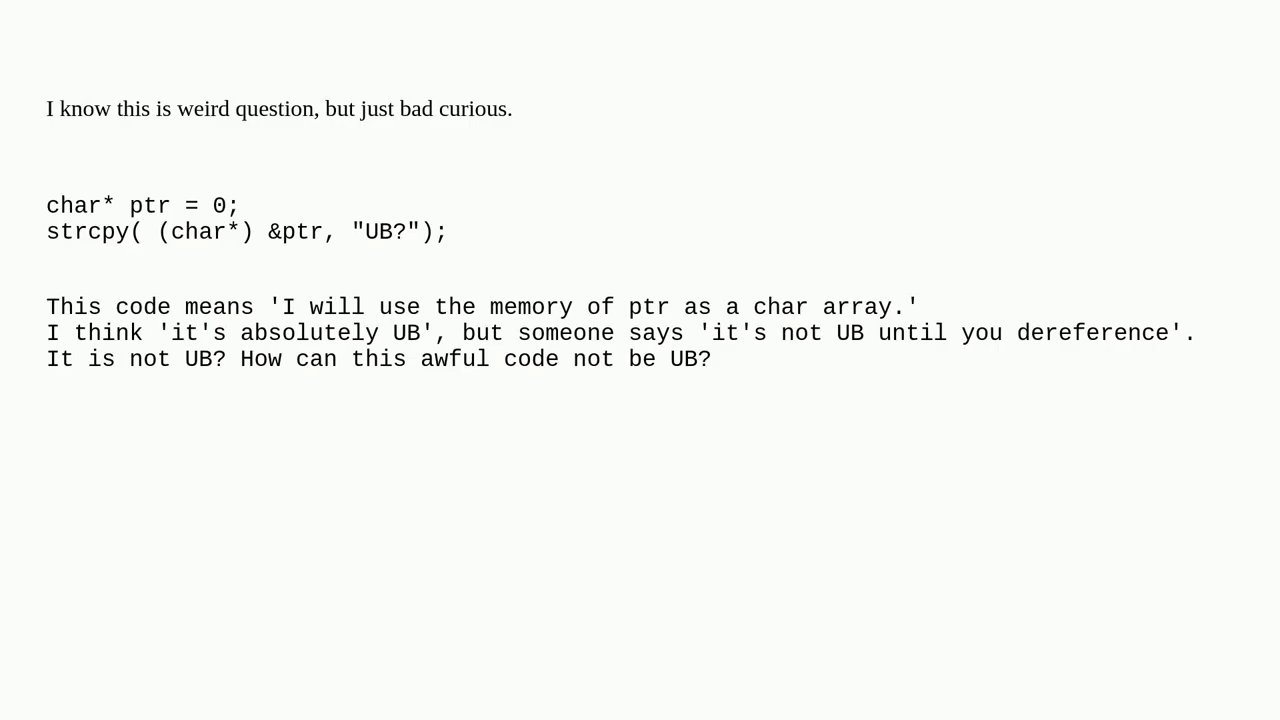 I know this is weird question, but just bad curious.
char* ptr = 0;
strcpy( (char*) &ptr, "UB?");
This code means 'I will use the memory of ptr as a char array.'
I think 'it's absolutely UB', but someone says 'it's not UB until you dereference'.
It is not UB? How can this awful code not be UB?